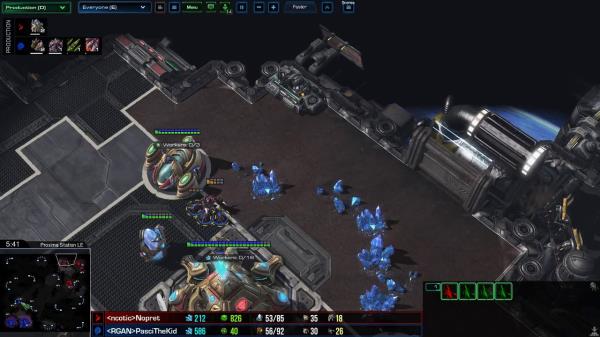 Production (D) Everyone (E) Menu Faster
PRODUCTION
Workers: 0/3
Workers: 0/16
5:41 Proxima Station LE
<ncotic>Nopret 212 826 53/85 35 18
<RGAN>PasciTheKid 586 40 56/92 30 26